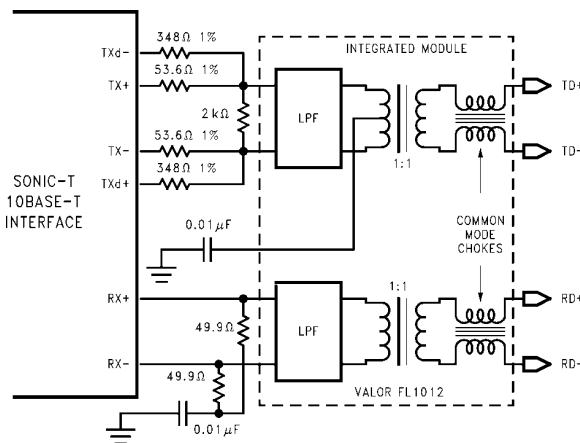 348Ω 1%
TXd-
53.6Ω 1%
TX+
2kΩ
53.6Ω 1%
TX-
348Ω 1%
TXd+
SONIC-T
10BASE-T
INTERFACE
0.01µF
INTEGRATED MODULE
LPF
1:1
TD+
TD-
COMMON
MODE
CHOKES
RX+
49.9Ω
RX-
49.9Ω
0.01µF
LPF
1:1
RD+
RD-
VALOR FL1012